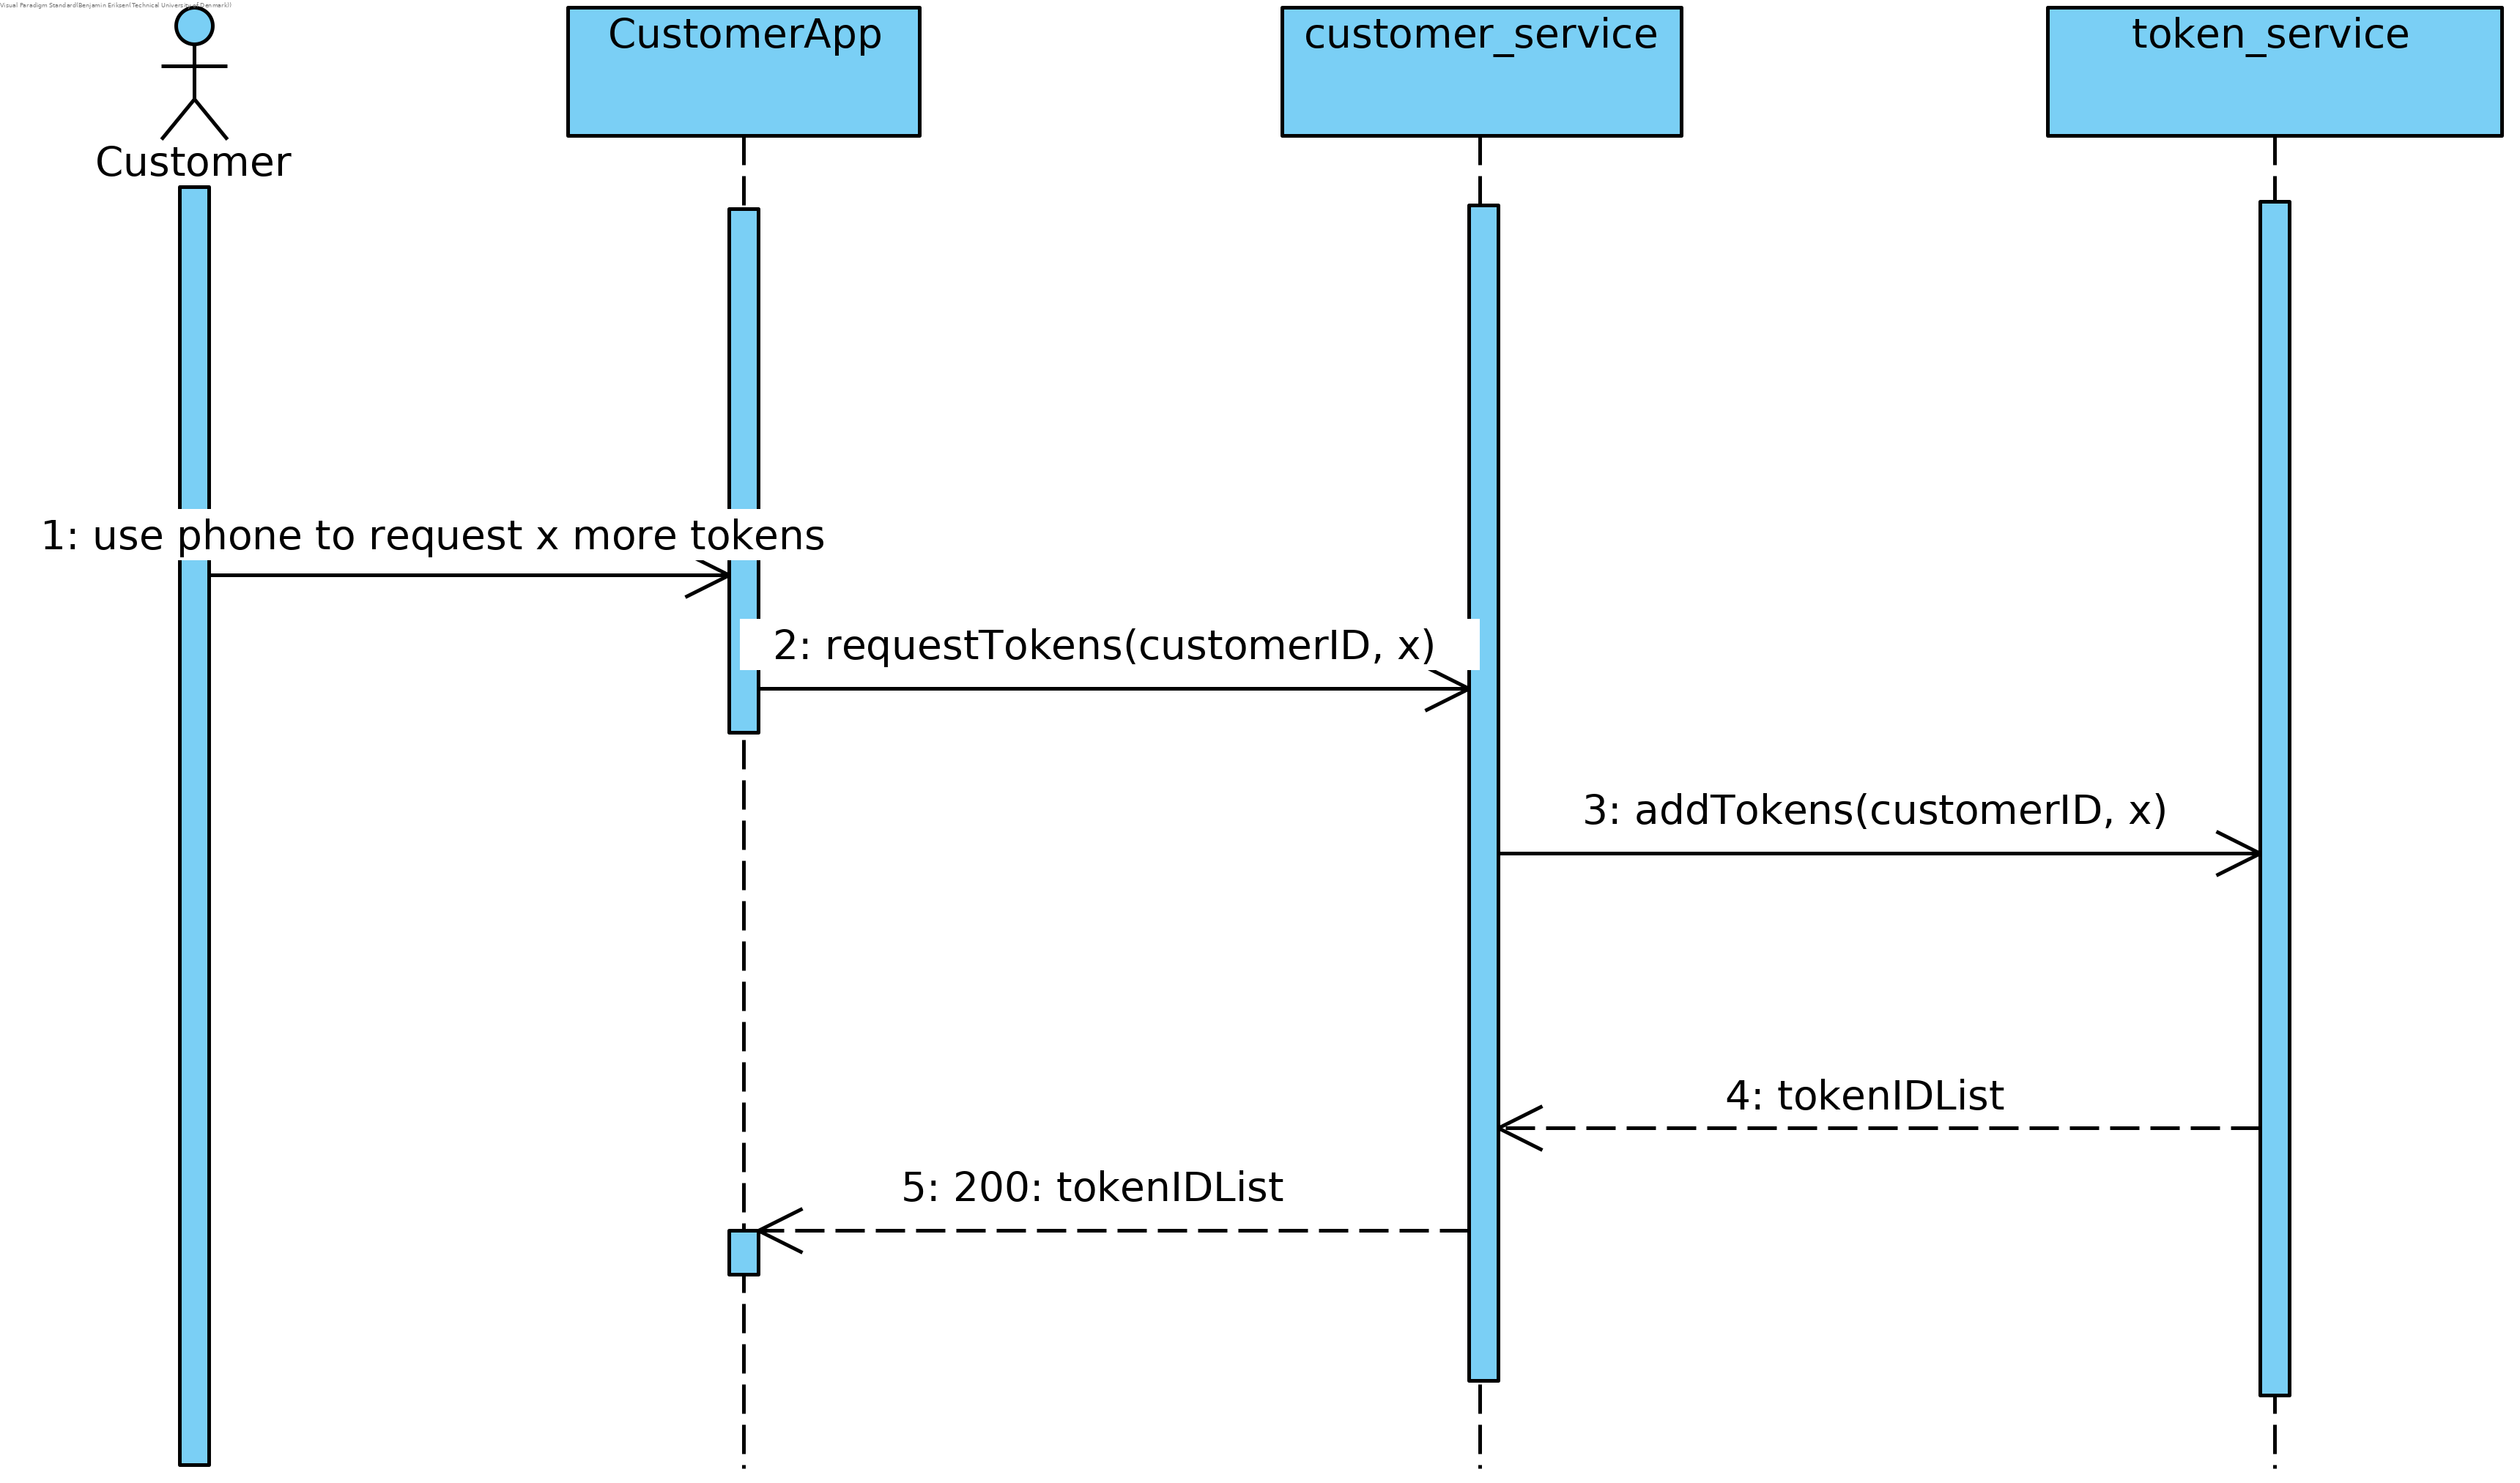 Visual Paradigm Standard(Benjamin Eriksen(Technical University of Denmark))
CustomerApp
customer_service
token_service
Customer
1: use phone to request x more tokens
2: requestTokens(customerID, x)
3: addTokens(customerID, x)
4: tokenIDList
5: 200: tokenIDList